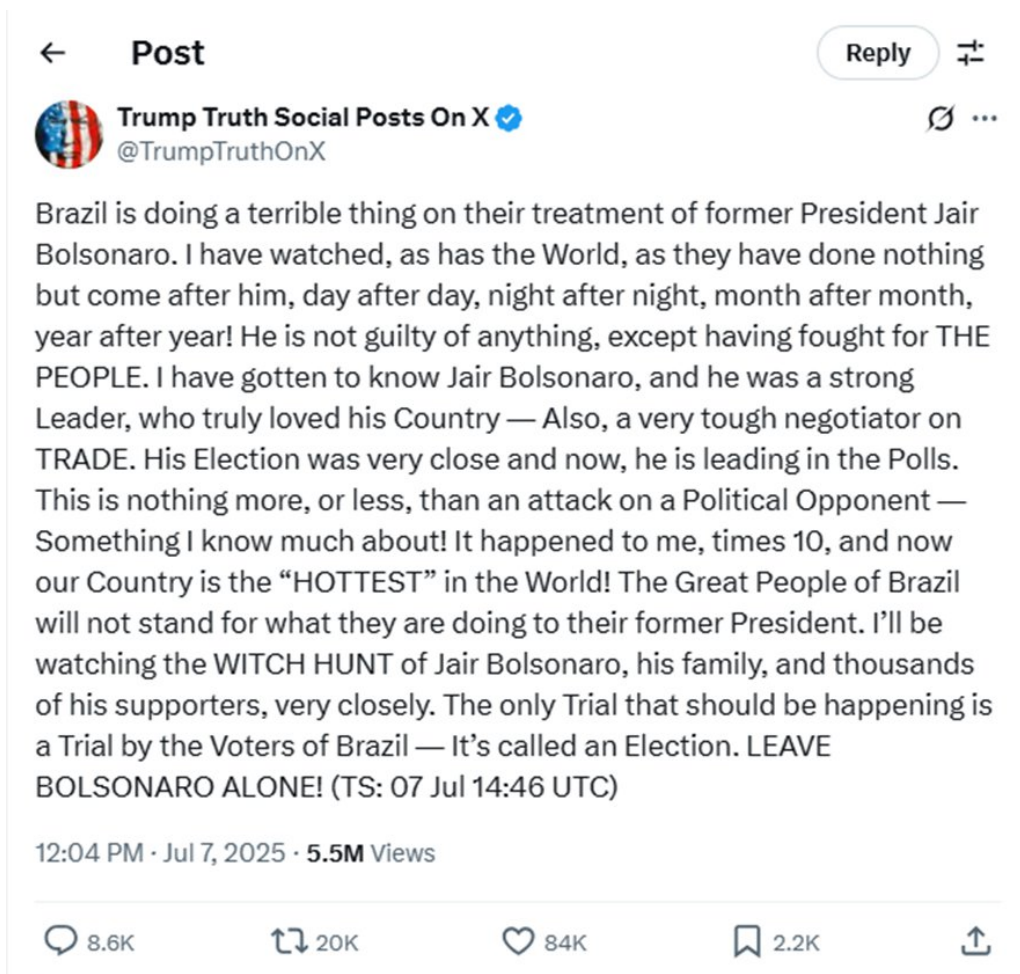 Post
Reply
Trump Truth Social Posts On X
@TrumpTruthOnX
Brazil is doing a terrible thing on their treatment of former President Jair
Bolsonaro. I have watched, as has the World, as they have done nothing
but come after him, day after day, night after night, month after month,
year after year! He is not guilty of anything, except having fought for THE
PEOPLE. I have gotten to know Jair Bolsonaro, and he was a strong
Leader, who truly loved his Country — Also, a very tough negotiator on
TRADE. His Election was very close and now, he is leading in the Polls.
This is nothing more, or less, than an attack on a Political Opponent —
Something I know much about! It happened to me, times 10, and now
our Country is the “HOTTEST” in the World! The Great People of Brazil
will not stand for what they are doing to their former President. I’ll be
watching the WITCH HUNT of Jair Bolsonaro, his family, and thousands
of his supporters, very closely. The only Trial that should be happening is
a Trial by the Voters of Brazil — It’s called an Election. LEAVE
BOLSONARO ALONE! (TS: 07 Jul 14:46 UTC)
12:04 PM · Jul 7, 2025 · 5.5M Views
8.6K 20K 84K 2.2K